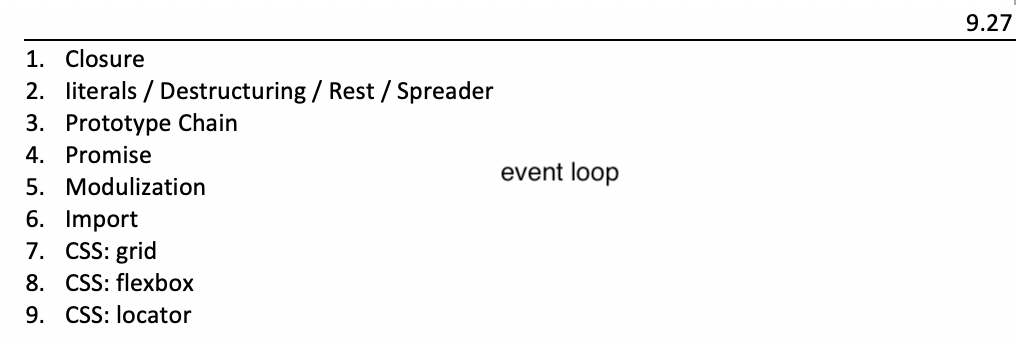 9.27
1. Closure
2. literals / Destructuring / Rest / Spreader
3. Prototype Chain
4. Promise
event loop
5. Modulization
6. Import
7. CSS: grid
8. CSS: flexbox
9. CSS: locator